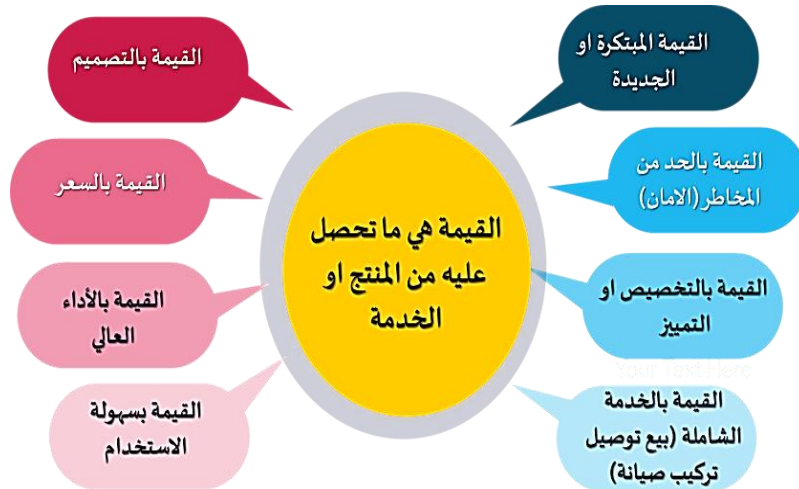 القيمة المبتكرة او
الجديدة
القيمة بالحد من
المخاطر(الامان)
القيمة بالتخصيص او
التمييز
Your Text Here
القيمة بالخدمة
الشاملة (بيع توصيل
تركيب صيانة)
القيمة هي ما تحصل
عليه من المنتج او
الخدمة
القيمة بالتصميم
القيمة بالسعر
القيمة بالأداء
العالي
القيمة بسهولة
الاستخدام